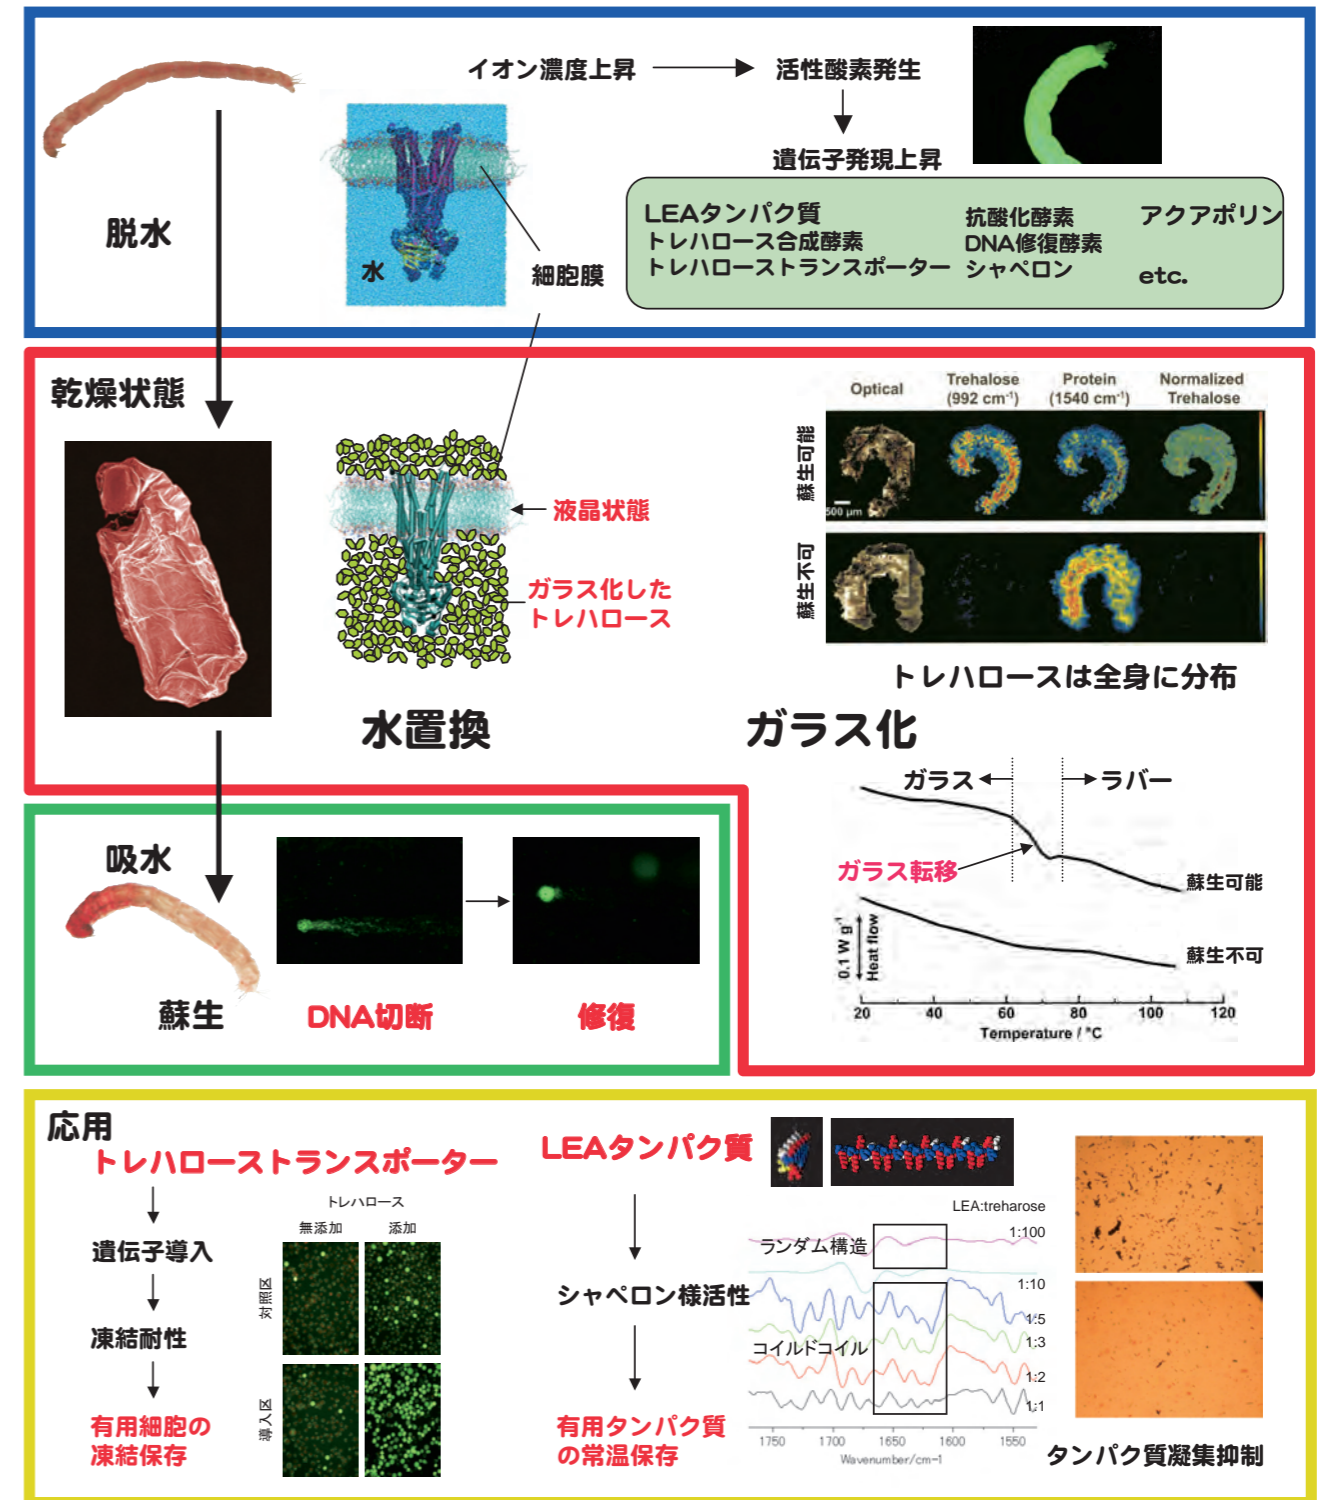 イオン濃度上昇
活性酸素発生
遺伝子発現上昇
脱水
水
細胞膜
LEAタンパク質
トレハロース合成酵素
トレハローストランスポーター
抗酸化酵素
DNA修復酵素
シャペロン
アクアポリン
etc.
乾燥状態
液晶状態
ガラス化した
トレハロース
水置換
Optical
Trehalose
(992 cm⁻¹)
Protein
(1540 cm⁻¹)
Normalized
Trehalose
蘇生可能
500 μm
蘇生不可
トレハロースは全身に分布
ガラス化
ガラス
ラバー
ガラス転移
蘇生可能
蘇生不可
0.1 W g⁻¹
Heat flow
20 40 60 80 100 120
Temperature / °C
吸水
蘇生
DNA切断
修復
応用
トレハローストランスポーター
遺伝子導入
凍結耐性
有用細胞の
凍結保存
トレハロース
無添加 添加
対照区
導入区
LEAタンパク質
シャペロン様活性
有用タンパク質
の常温保存
LEA:treharose
1:100
ランダム構造
1:10
1:5
1:3
コイルドコイル
1:2
1:1
1750 1700 1650 1600 1550
Wavenumber/cm-1
タンパク質凝集抑制